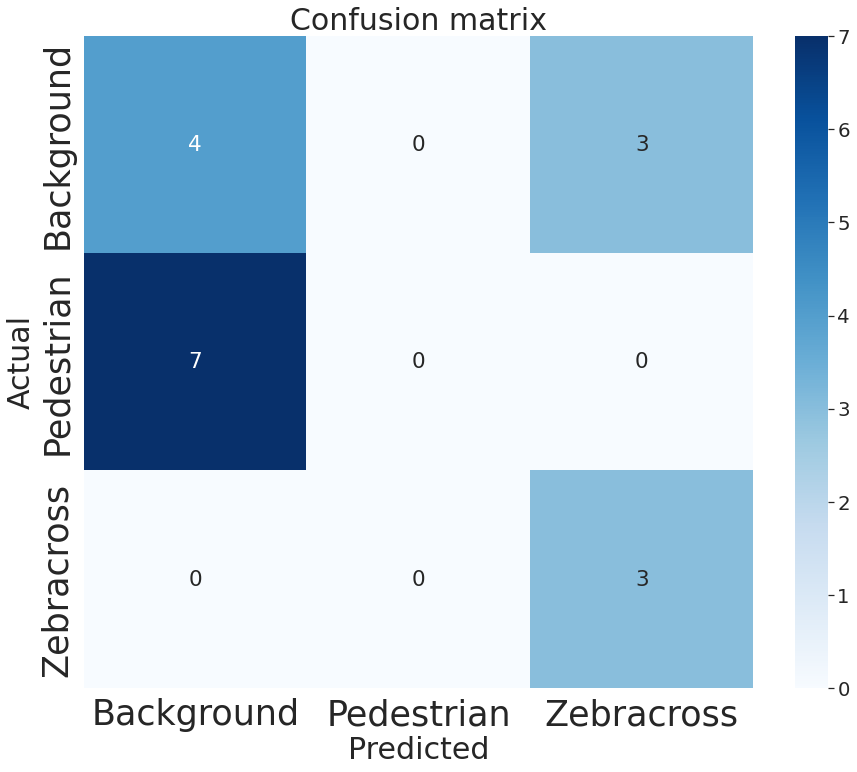 Confusion matrix
Actual
Background
4
0
3
Pedestrian
7
0
0
Zebracross
0
0
3
Background
Pedestrian
Zebracross
Predicted
7
6
5
4
3
2
1
0